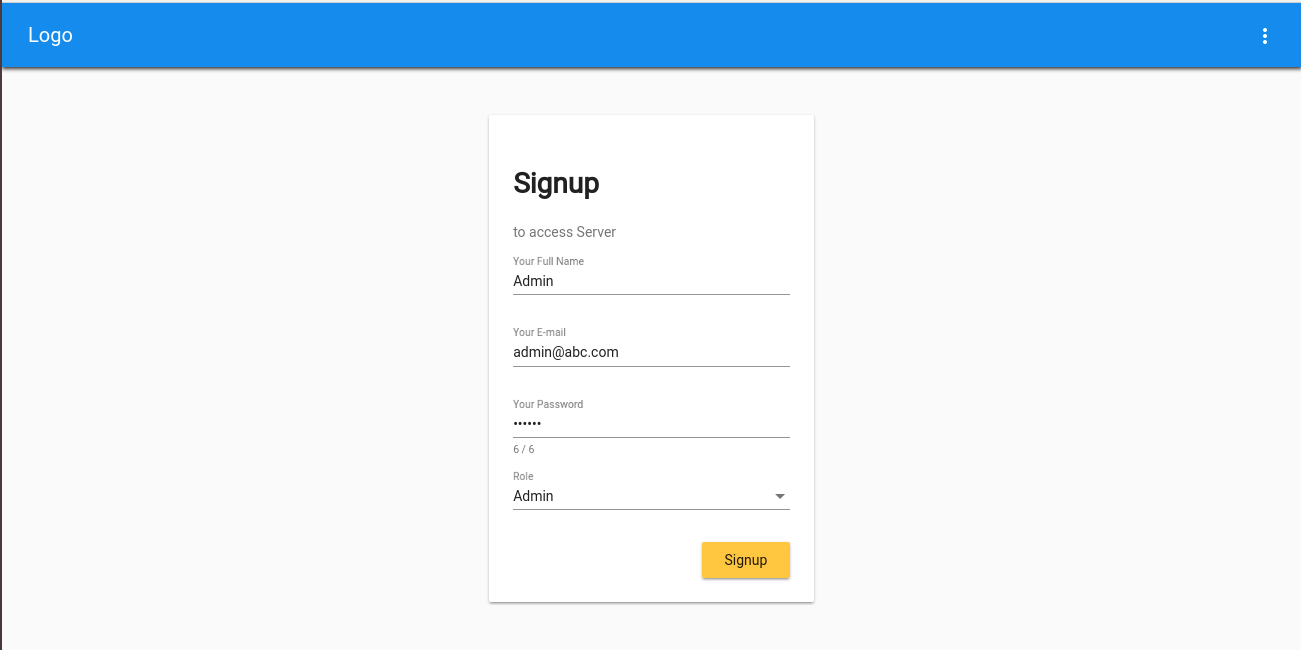 Logo
Signup
to access Server
Your Full Name
Admin
Your E-mail
admin@abc.com
Your Password
••••••
6 / 6
Role
Admin
Signup